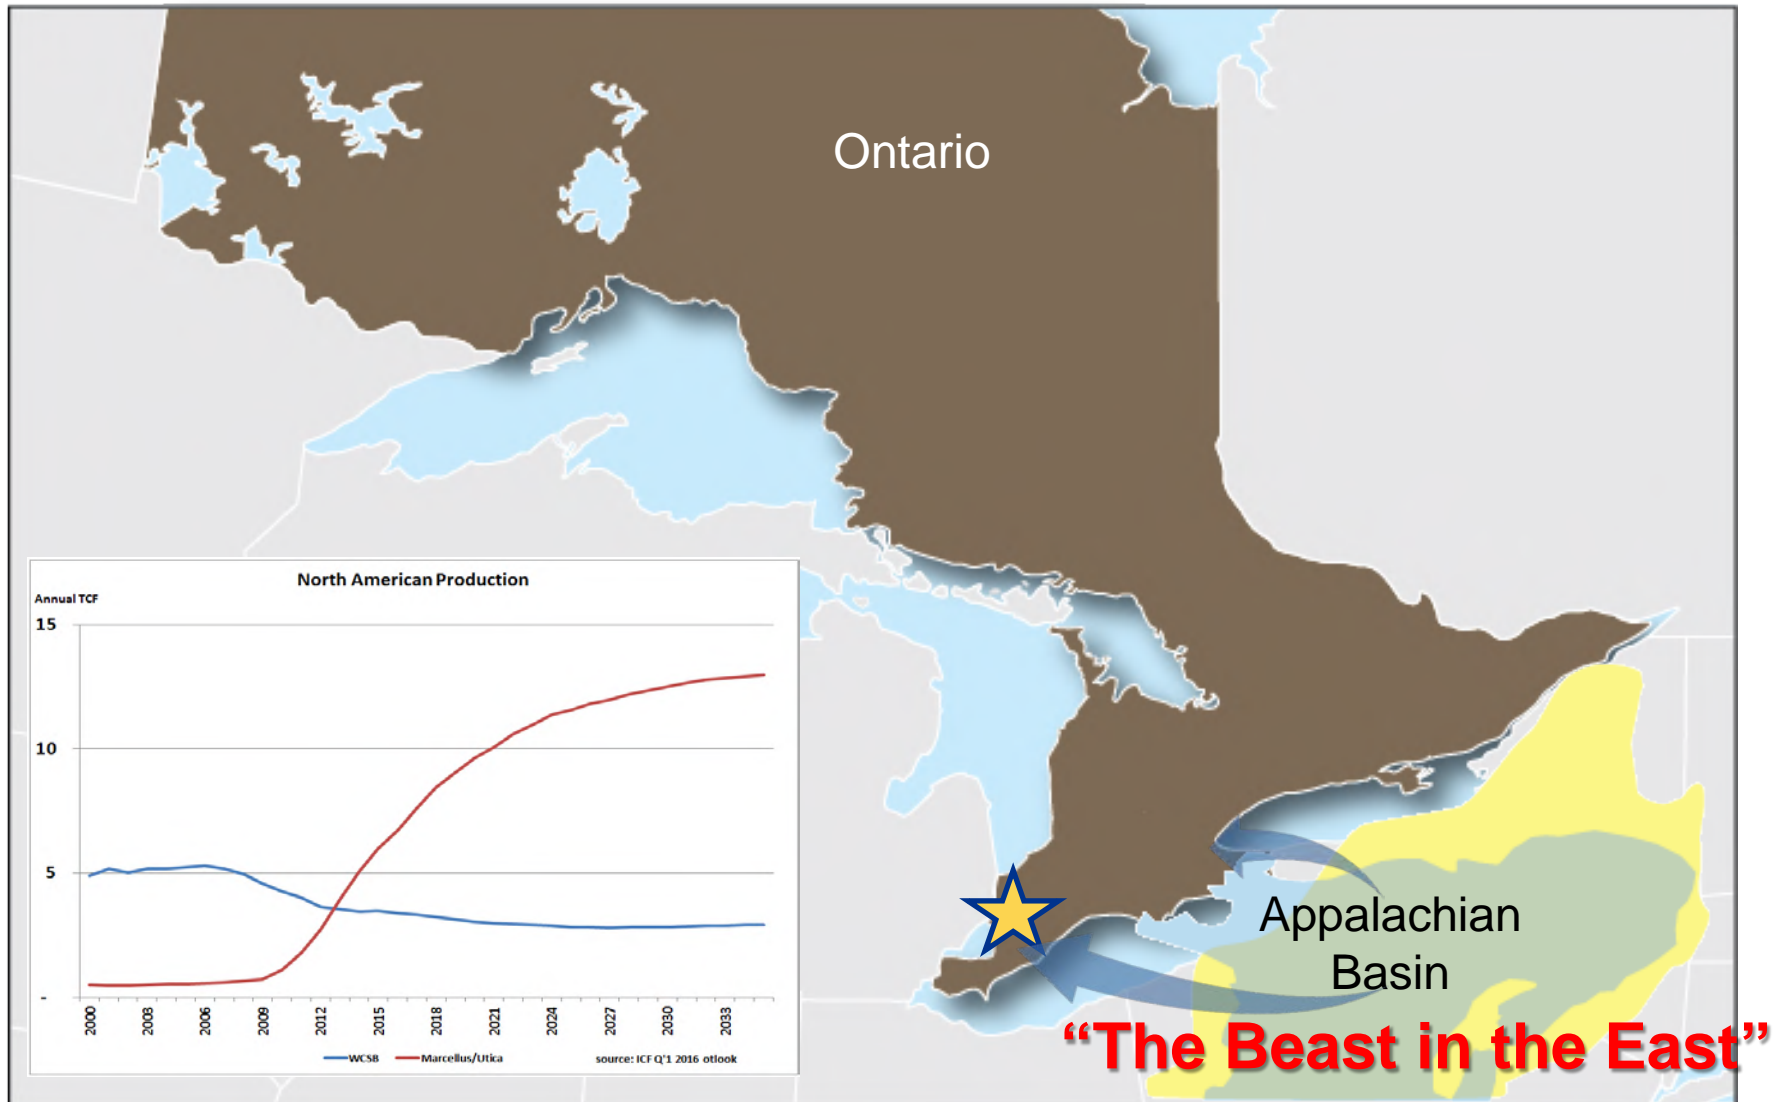 Ontario
North American Production
Annual TCF
15
10
5
-
2000
2003
2006
2009
2012
2015
2018
2021
2024
2027
2030
2033
WCSB
Marcellus/Utica
source: ICF Q'1 2016 otlook
Appalachian
Basin
“The Beast in the East”